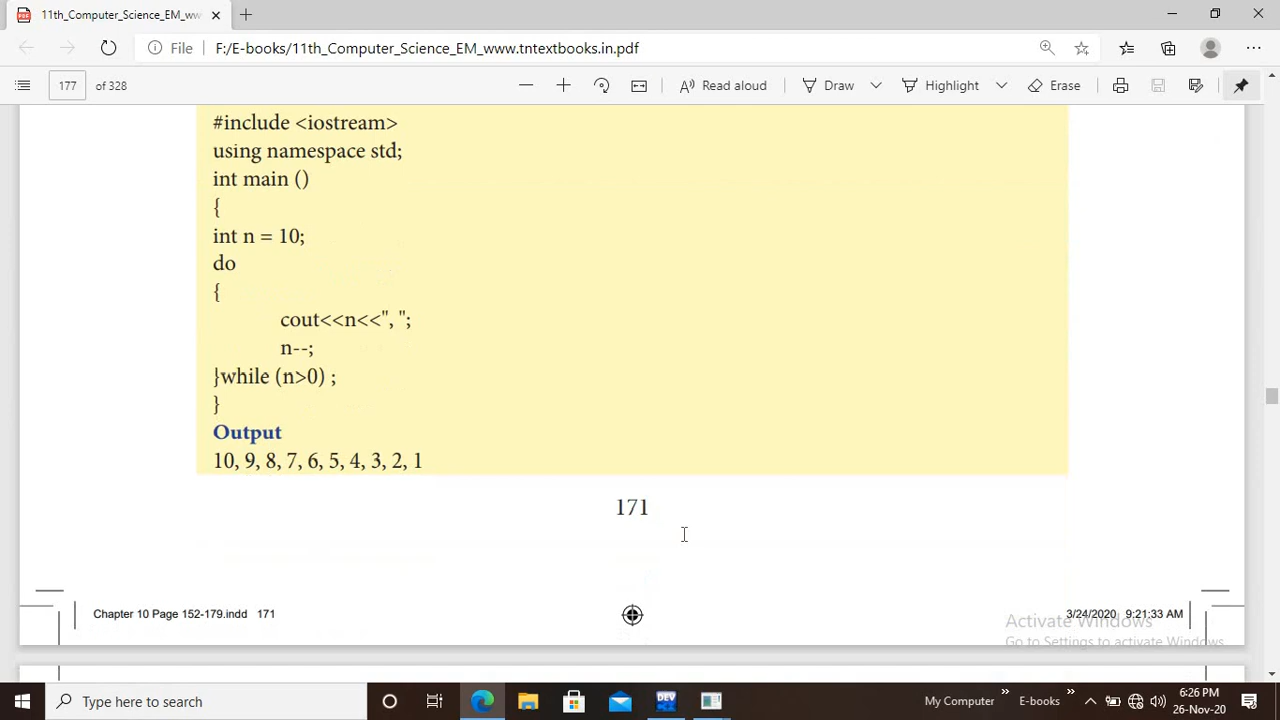 11th_Computer_Science_EM_ww
File F:/E-books/11th_Computer_Science_EM_www.tntextbooks.in.pdf
177 of 328 Read aloud Draw Highlight Erase
#include <iostream>
using namespace std;
int main ()
{
int n = 10;
do
{
cout<<n<<", ";
n--;
}while (n>0) ;
}
Output
10, 9, 8, 7, 6, 5, 4, 3, 2, 1
171
Chapter 10 Page 152-179.indd 171 3/24/2020 9:21:33 AM
Activate Windows
Go to Settings to activate Windows.
Type here to search DEV My Computer E-books 6:26 PM
26-Nov-20